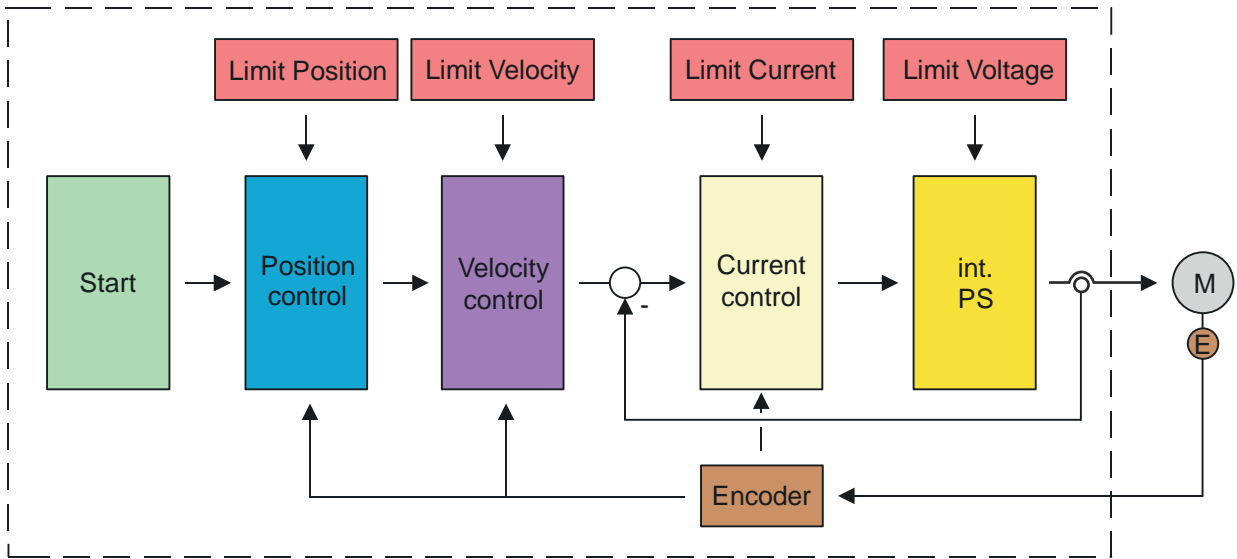 Limit Position
Limit Velocity
Limit Current
Limit Voltage
Start
Position
control
Velocity
control
-
Current
control
int.
PS
M
E
Encoder